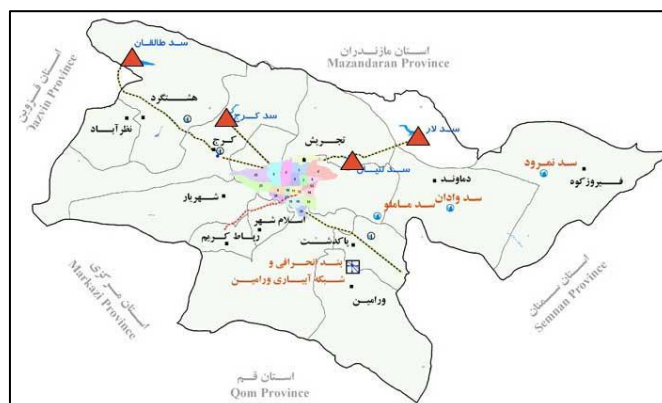 استان مازندران
Mazandaran Province
استان قزوین
Qazvin Province
سد طالقان
هشتگرد
نظرآباد
سد کرج
کرج
تجریش
سد لار
سد لتیان
دماوند
سد نمرود
فیروزکوه
سد وادان
سد ماملو
شهریار
اسلام شهر
رباط کریم
پاکدشت
بند انحرافی و
شبکه آبیاری ورامین
ورامین
استان مرکزی
Markazi Province
استان سمنان
Semnan Province
استان قم
Qom Province